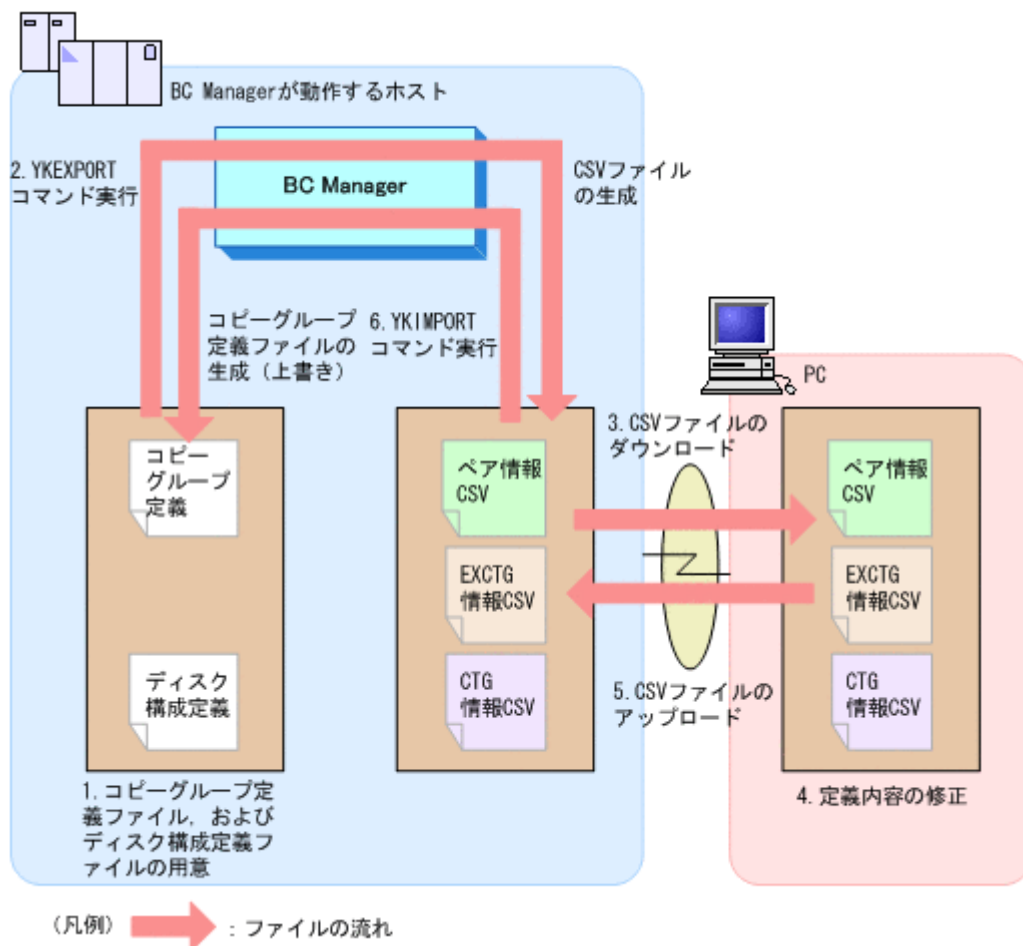 BC Managerが動作するホスト
2.YKEXPORT
コマンド実行
BC Manager
CSVファイル
の生成
コピーグループ
定義ファイルの
生成（上書き）
6.YKIMPORT
コマンド実行
PC
コピー
グループ
定義
ディスク
構成定義
ペア情報
CSV
EXCTG
情報CSV
CTG
情報CSV
3.CSVファイルの
ダウンロード
5.CSVファイルの
アップロード
ペア情報
CSV
EXCTG
情報CSV
CTG
情報CSV
1.コピーグループ定
義ファイル，および
ディスク構成定義フ
ァイルの用意
4.定義内容の修正
（凡例）
：ファイルの流れ